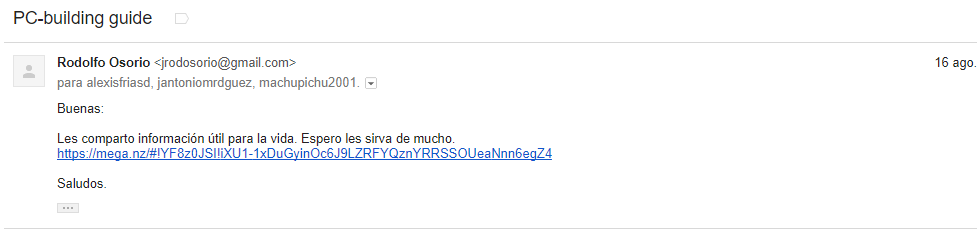 PC-building guide
Rodolfo Osorio <jrodosorio@gmail.com> 16 ago.
para alexisfriasd, jantoniomrdguez, machupichu2001.
Buenas:
Les comparto información útil para la vida. Espero les sirva de mucho.
https://mega.nz/#!YF8z0JSI!iXU1-1xDuGyinOc6J9LZRFYQznYRRSSOUeaNnn6egZ4
Saludos.